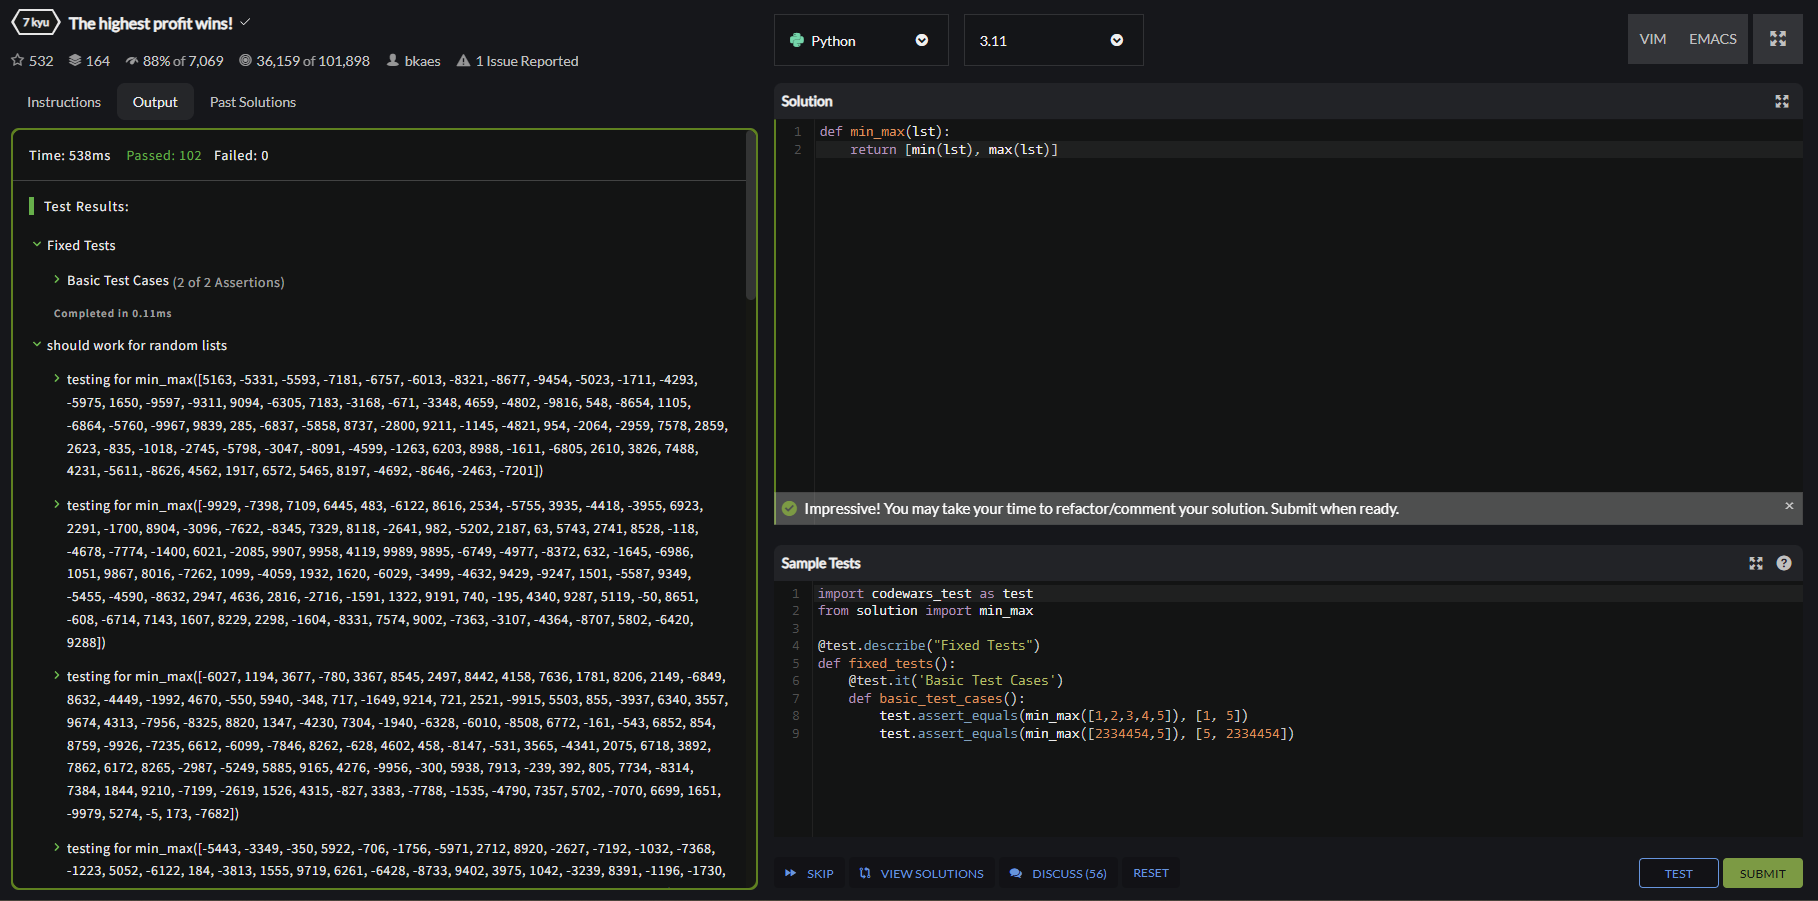 7 kyu The highest profit wins!
532 164 88% of 7,069 36,159 of 101,898 bkaes 1 Issue Reported
Instructions Output Past Solutions
Time: 538ms Passed: 102 Failed: 0
Test Results:
Fixed Tests
Basic Test Cases (2 of 2 Assertions)
Completed in 0.11ms
should work for random lists
testing for min_max([5163, -5331, -5593, -7181, -6757, -6013, -8321, -8677, -9454, -5023, -1711, -4293,
-5975, 1650, -9597, -9311, 9094, -6305, 7183, -3168, -671, -3348, 4659, -4802, -9816, 548, -8654, 1105,
-6864, -5760, -9967, 9839, 285, -6837, -5858, 8737, -2800, 9211, -1145, -4821, 954, -2064, -2959, 7578, 2859,
2623, -835, -1018, -2745, -5798, -3047, -8091, -4599, -1263, 6203, 8988, -1611, -6805, 2610, 3826, 7488,
4231, -5611, -8626, 4562, 1917, 6572, 5465, 8197, -4692, -8646, -2463, -7201])
testing for min_max([-9929, -7398, 7109, 6445, 483, -6122, 8616, 2534, -5755, 3935, -4418, -3955, 6923,
2291, -1700, 8904, -3096, -7622, -8345, 7329, 8118, -2641, 982, -5202, 2187, 63, 5743, 2741, 8528, -118,
-4678, -7774, -1400, 6021, -2085, 9907, 9958, 4119, 9989, 9895, -6749, -4977, -8372, 632, -1645, -6986,
1051, 9867, 8016, -7262, 1099, -4059, 1932, 1620, -6029, -3499, -4632, 9429, -9247, 1501, -5587, 9349,
-5455, -4590, -8632, 2947, 4636, 2816, -2716, -1591, 1322, 9191, 740, -195, 4340, 9287, 5119, -50, 8651,
-608, -6714, 7143, 1607, 8229, 2298, -1604, -8331, 7574, 9002, -7363, -3107, -4364, -8707, 5802, -6420,
9288])
testing for min_max([-6027, 1194, 3677, -780, 3367, 8545, 2497, 8442, 4158, 7636, 1781, 8206, 2149, -6849,
8632, -4449, -1992, 4670, -550, 5940, -348, 717, -1649, 9214, 721, 2521, -9915, 5503, 855, -3937, 6340, 3557,
9674, 4313, -7956, -8325, 8820, 1347, -4230, 7304, -1940, -6328, -6010, -8508, 6772, -161, -543, 6852, 854,
8759, -9926, -7235, 6612, -6099, -7846, 8262, -628, 4602, 458, -8147, -531, 3565, -4341, 2075, 6718, 3892,
7862, 6172, 8265, -2987, -5249, 5885, 9165, 4276, -9956, -300, 5938, 7913, -239, 392, 805, 7734, -8314,
7384, 1844, 9210, -7199, -2619, 1526, 4315, -827, 3383, -7788, -1535, -4790, 7357, 5702, -7070, 6699, 1651,
-9979, 5274, -5, 173, -7682])
testing for min_max([-5443, -3349, -350, 5922, -706, -1756, -5971, 2712, 8920, -2627, -7192, -1032, -7368,
-1223, 5052, -6122, 184, -3813, 1555, 9719, 6261, -6428, -8733, 9402, 3975, 1042, -3239, 8391, -1196, -1730,
Python 3.11 VIM EMACS
Solution
1 def min_max(lst):
2 return [min(lst), max(lst)]
Impressive! You may take your time to refactor/comment your solution. Submit when ready. ×
Sample Tests
1 import codewars_test as test
2 from solution import min_max
3
4 @test.describe("Fixed Tests")
5 def fixed_tests():
6 @test.it('Basic Test Cases')
7 def basic_test_cases():
8 test.assert_equals(min_max([1,2,3,4,5]), [1, 5])
9 test.assert_equals(min_max([2334454,5]), [5, 2334454])
SKIP VIEW SOLUTIONS DISCUSS (56) RESET TEST SUBMIT